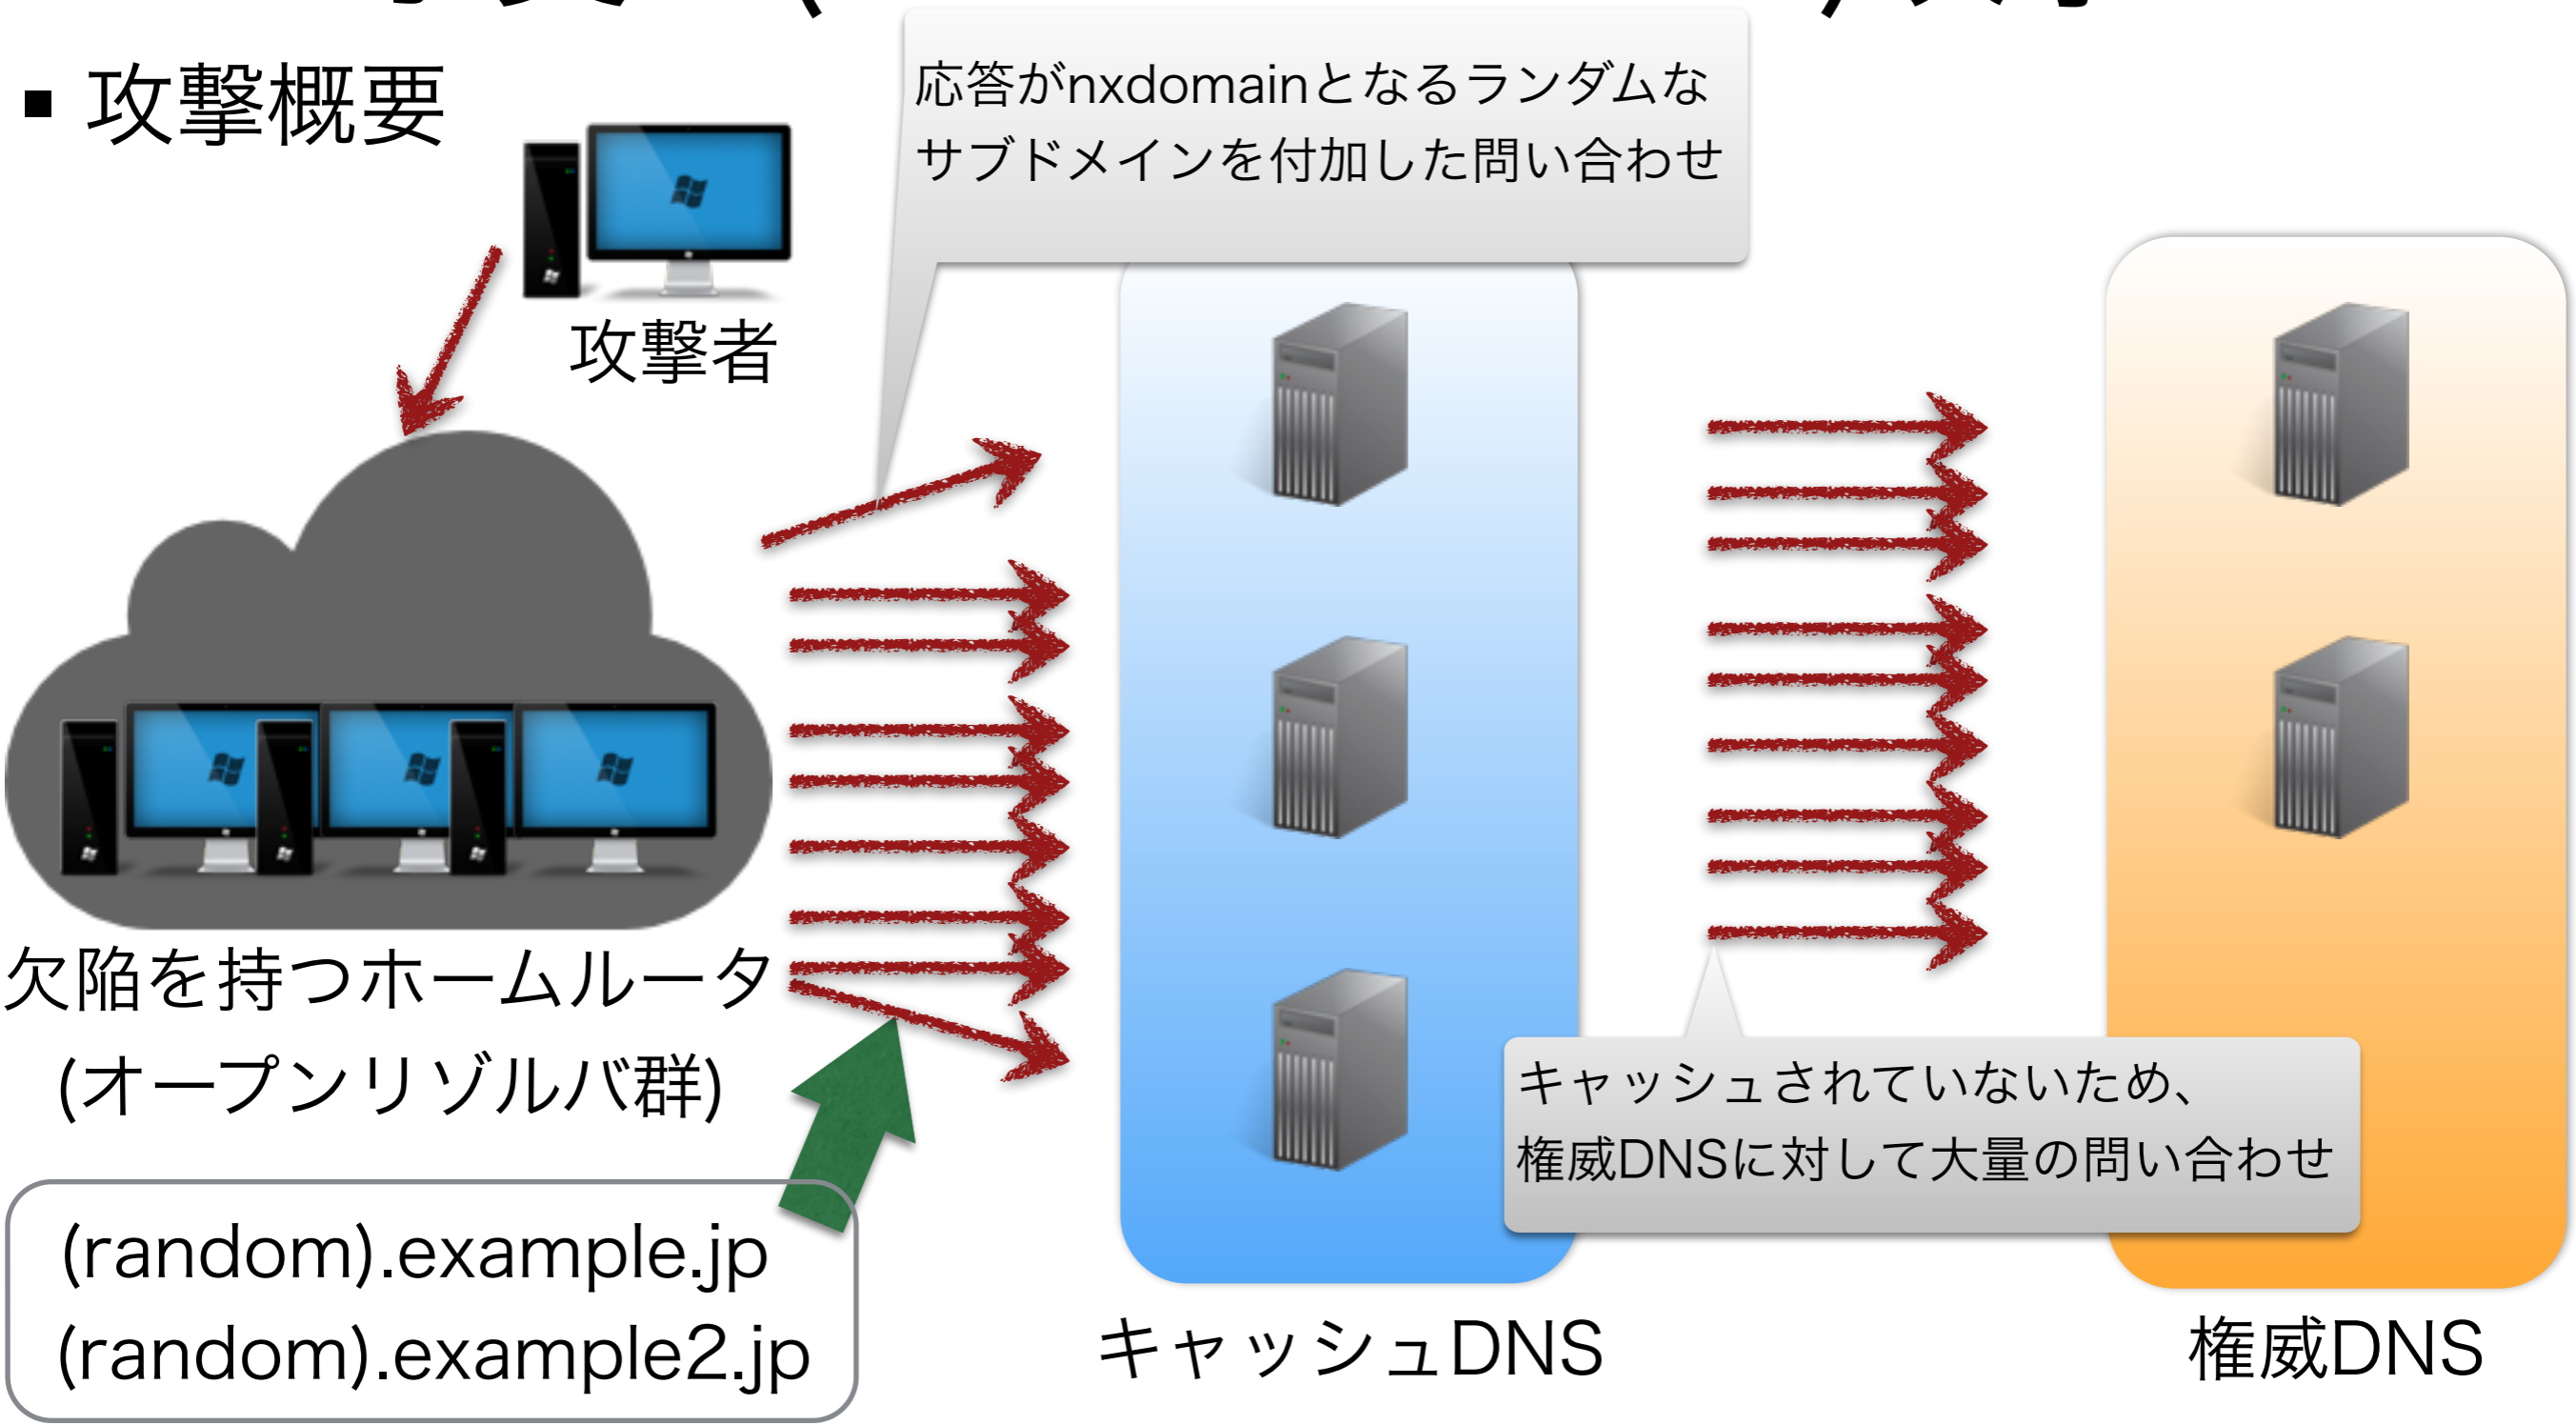 ▪ 攻撃概要
応答がnxdomainとなるランダムな
サブドメインを付加した問い合わせ
攻撃者
欠陥を持つホームルータ
(オープンリゾルバ群)
(random).example.jp
(random).example2.jp
キャッシュされていないため、
権威DNSに対して大量の問い合わせ
キャッシュDNS
権威DNS